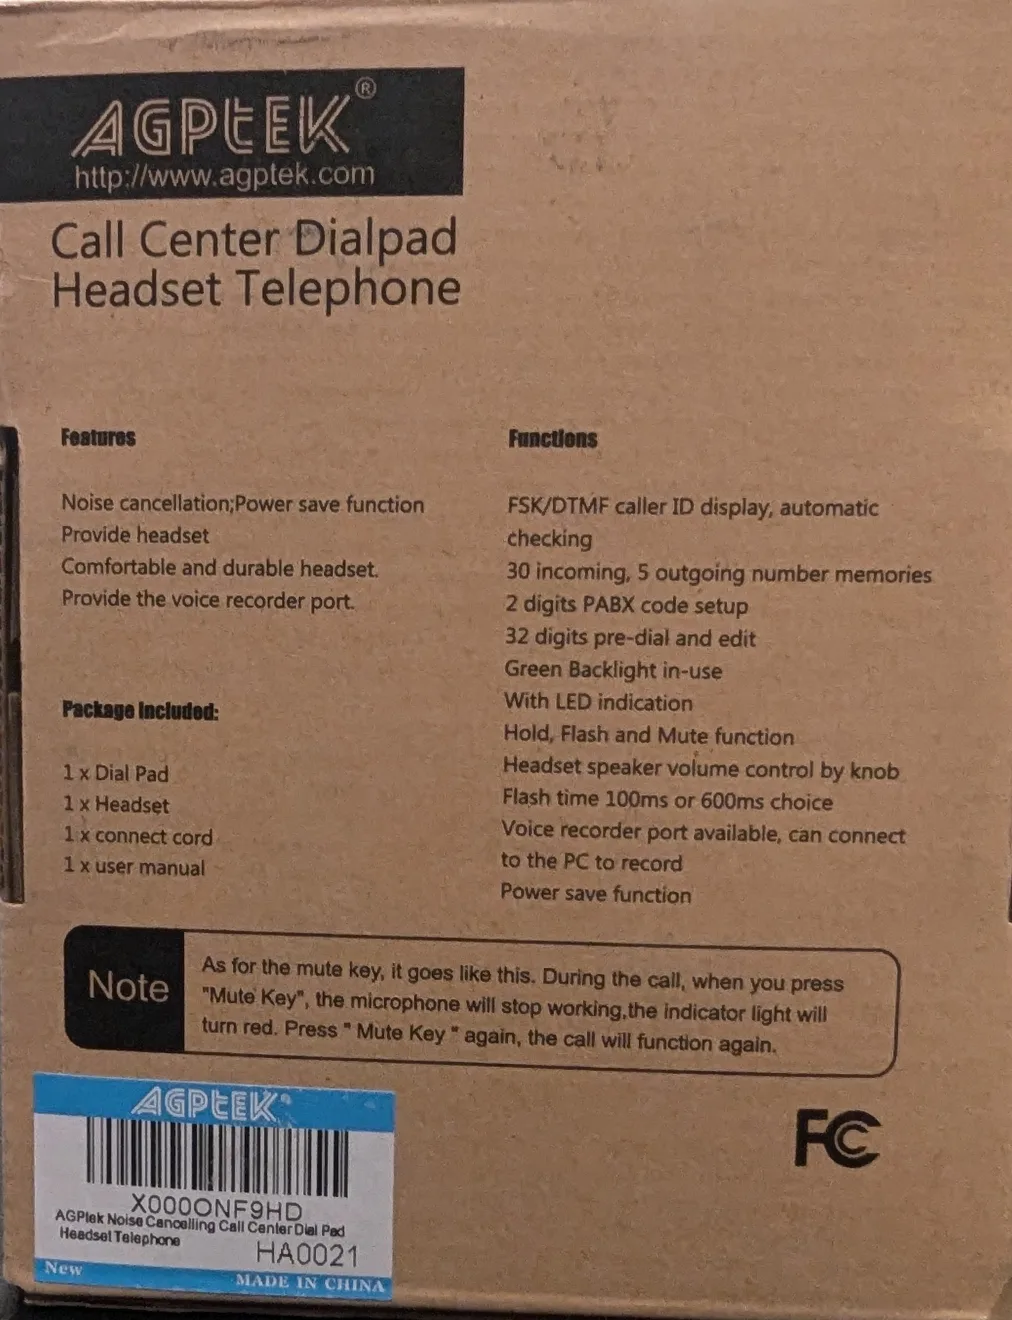 AGPtEK®
http://www.agptek.com
Call Center Dialpad
Headset Telephone
Features
Noise cancellation;Power save function
Provide headset
Comfortable and durable headset.
Provide the voice recorder port.
Package Included:
1 x Dial Pad
1 x Headset
1 x connect cord
1 x user manual
Functions
FSK/DTMF caller ID display, automatic
checking
30 incoming, 5 outgoing number memories
2 digits PABX code setup
32 digits pre-dial and edit
Green Backlight in-use
With LED indication
Hold, Flash and Mute function
Headset speaker volume control by knob
Flash time 100ms or 600ms choice
Voice recorder port available, can connect
to the PC to record
Power save function
Note
As for the mute key, it goes like this. During the call, when you press
"Mute Key", the microphone will stop working,the indicator light will
turn red. Press " Mute Key " again, the call will function again.
AGPtEK®
X000ONF9HD
AGPtek Noise Cancelling Call Center Dial Pad
Headset Telephone
HA0021
New
MADE IN CHINA
FC